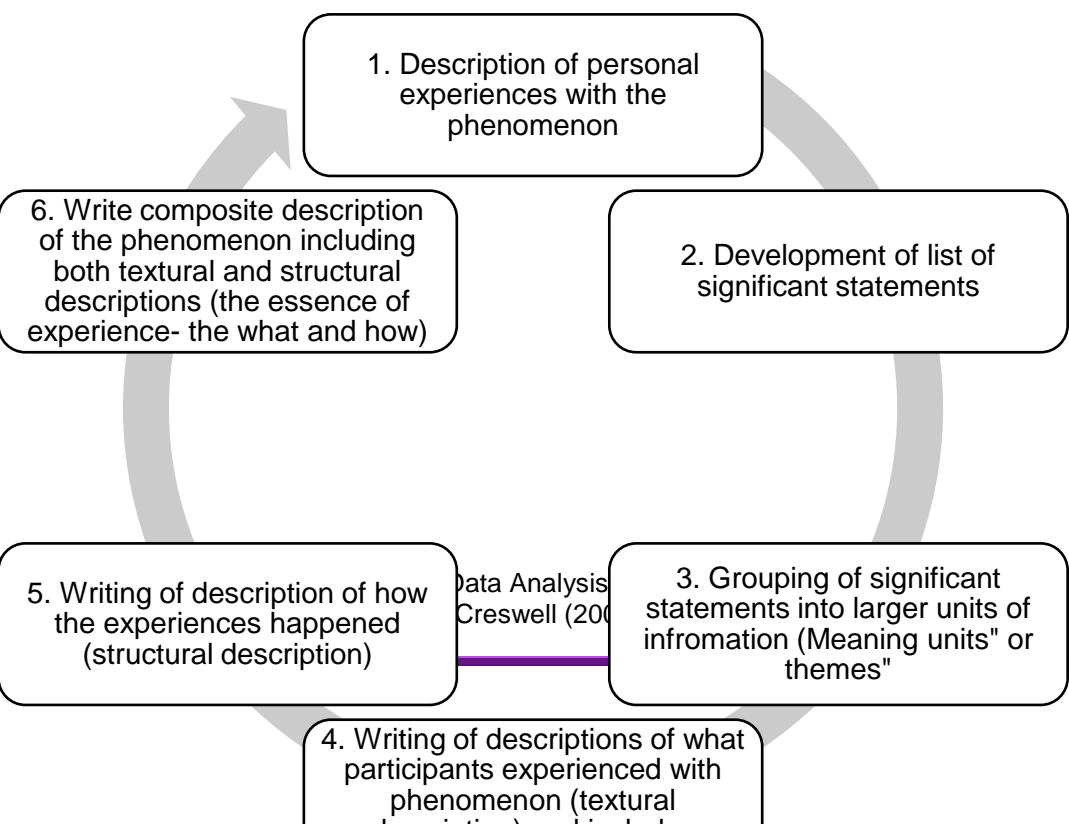 1. Description of personal
experiences with the
phenomenon
2. Development of list of
significant statements
3. Grouping of significant
statements into larger units of
infromation (Meaning units" or
themes"
4. Writing of descriptions of what
participants experienced with
phenomenon (textural
5. Writing of description of how
the experiences happened
(structural description)
6. Write composite description
of the phenomenon including
both textural and structural
descriptions (the essence of
experience- the what and how)
Data Analysis
Creswell